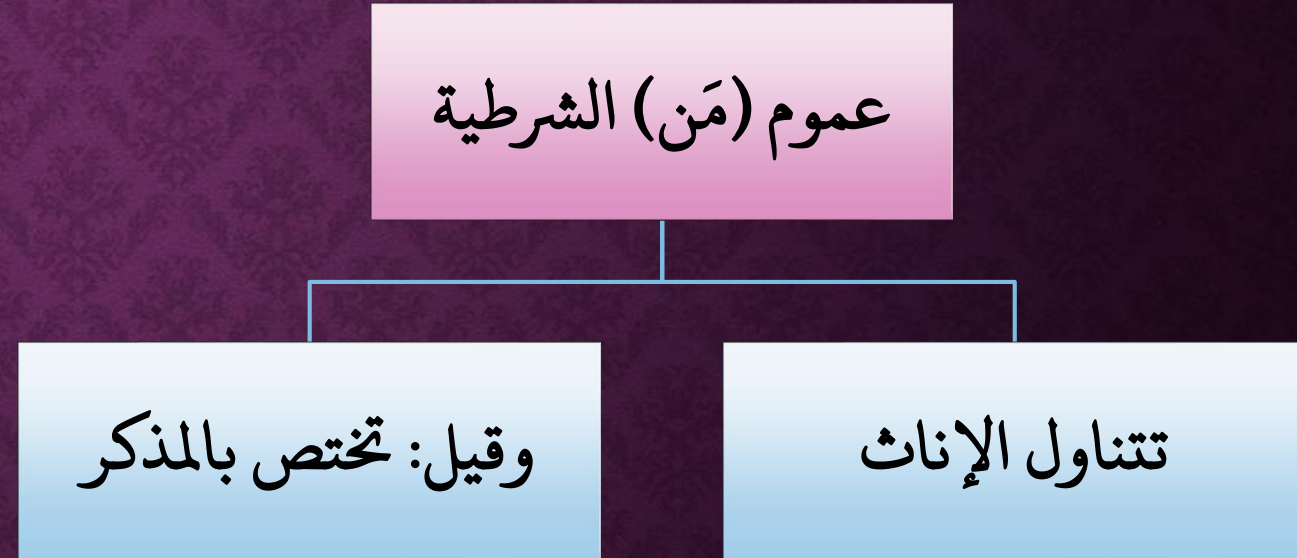 عموم (مَن) الشرطية
تتناول الإناث
وقيل: تختص بالمذكر